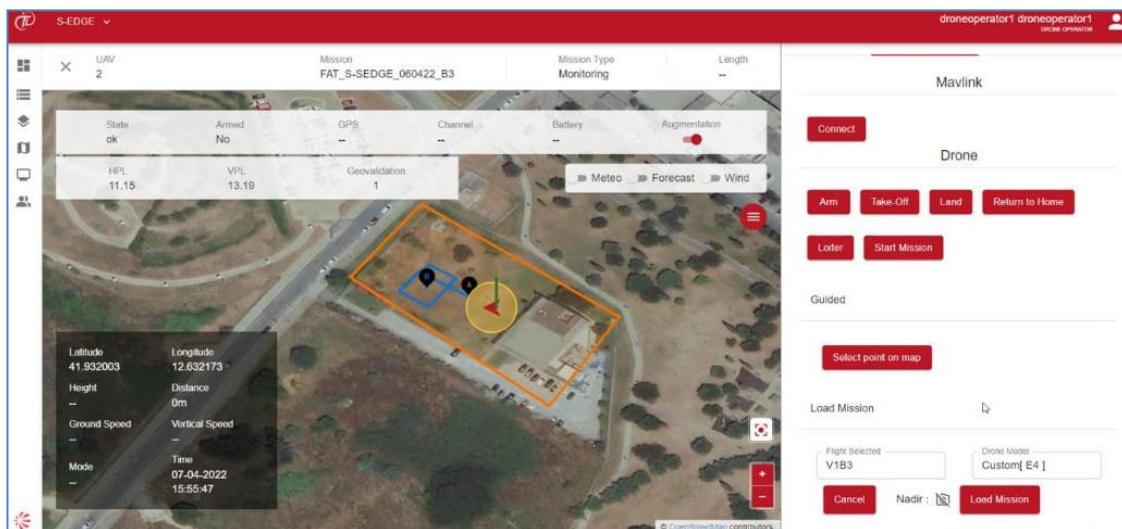 S-EDGE
droneoperator1 droneoperator1
DRONE OPERATOR
UAV
2
Mission
FAT_S-SEDGE_060422_B3
Mission Type
Monitoring
Length
--
State
ok
Armed
No
GPS
--
Channel
--
Battery
--
Augmentation
HPL
11.15
VPL
13.19
Geovalidation
1
Meteo
Forecast
Wind
A
Latitude
41.932003
Longitude
12.632173
Height
--
Distance
0m
Ground Speed
--
Vertical Speed
--
Mode
--
Time
07-04-2022
15:55:47
+
−
© OpenStreetMap contributors
Mavlink
Connect
Drone
Arm
Take-Off
Land
Return to Home
Loiter
Start Mission
Guided
Select point on map
Load Mission
Flight Selected
V1B3
Drone Model
Custom[ E4 ]
Cancel
Nadir :
Load Mission